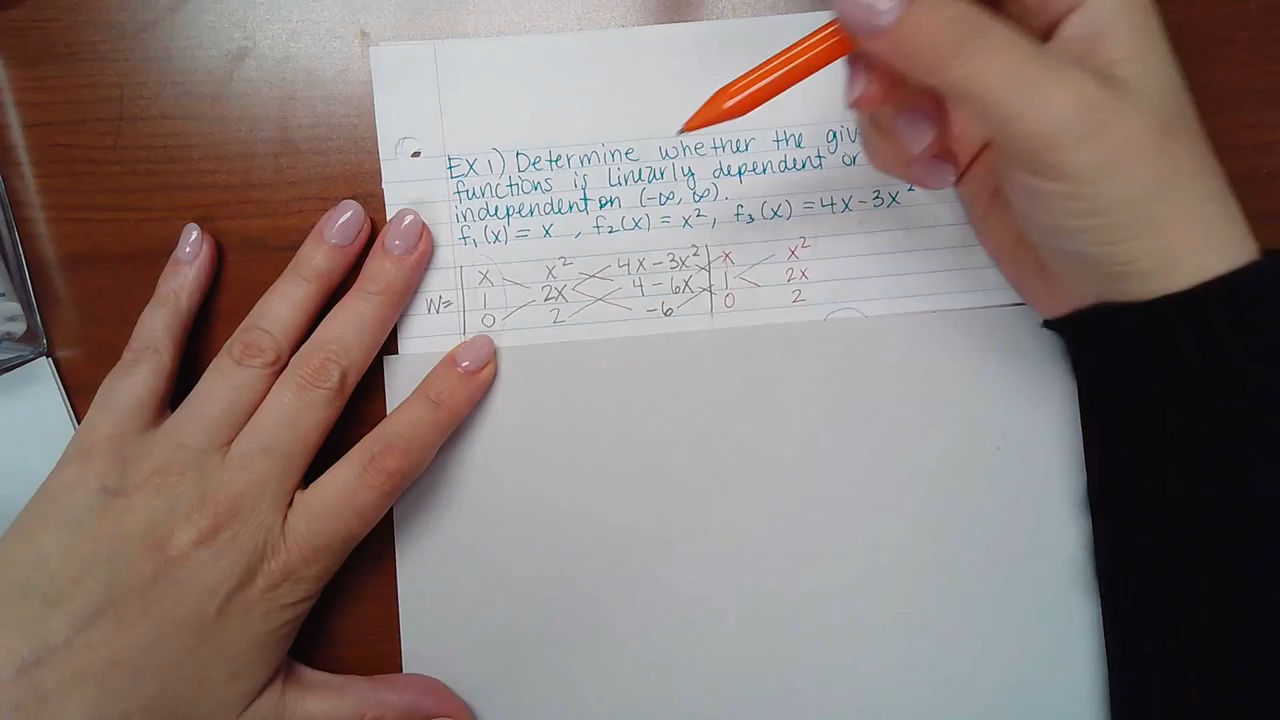 EX 1) Determine whether the giv
functions is linearly dependent or
independent on (-∞, ∞).
f₁(x) = x , f₂(x) = x², f₃(x) = 4x - 3x²
x x² 4x - 3x² x x²
W= 1 2x 4 - 6x 1 2x
0 2 -6 0 2